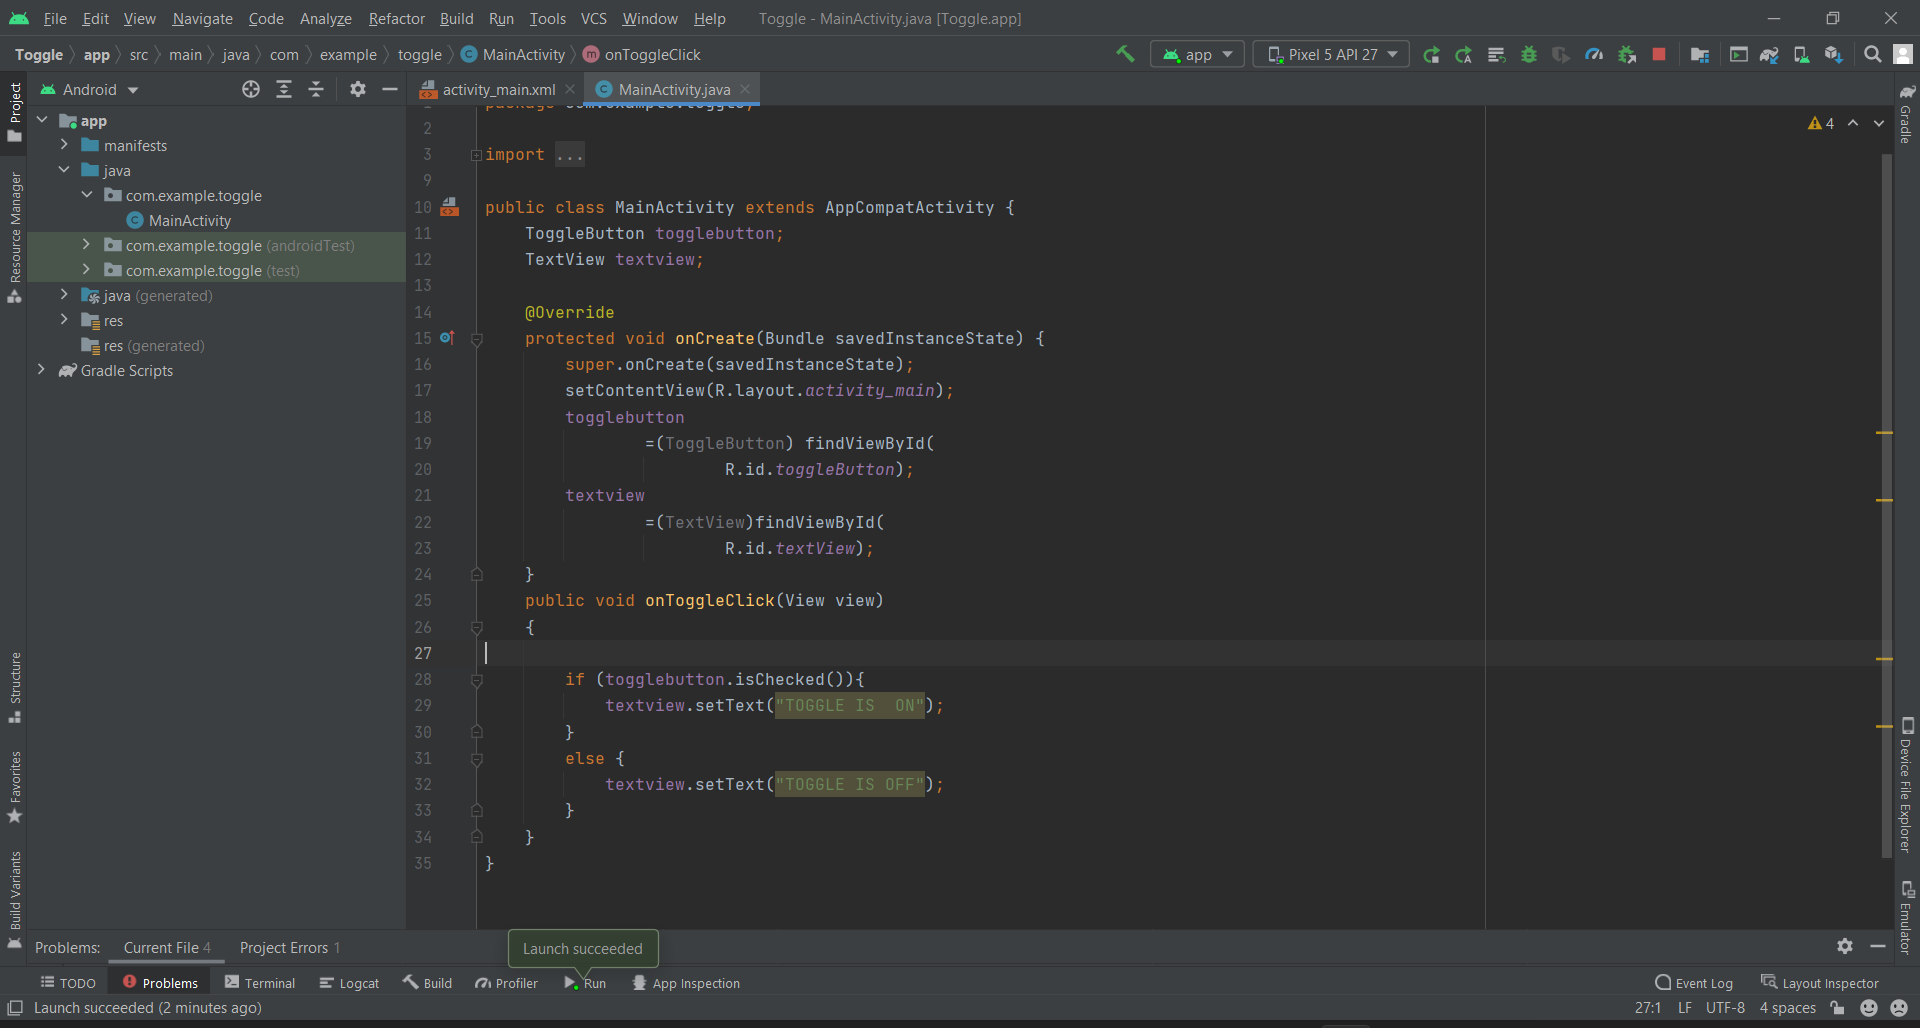 File Edit View Navigate Code Analyze Refactor Build Run Tools VCS Window Help Toggle - MainActivity.java [Toggle.app]
Toggle app src main java com example toggle MainActivity onToggleClick app Pixel 5 API 27
Project
Resource Manager
Structure
Favorites
Build Variants
Android
app
manifests
java
com.example.toggle
MainActivity
com.example.toggle (androidTest)
com.example.toggle (test)
java (generated)
res
res (generated)
Gradle Scripts
activity_main.xml MainActivity.java
4
1 package com.example.toggle;
2
3 import ...
9
10 public class MainActivity extends AppCompatActivity {
11 ToggleButton togglebutton;
12 TextView textview;
13
14 @Override
15 protected void onCreate(Bundle savedInstanceState) {
16 super.onCreate(savedInstanceState);
17 setContentView(R.layout.activity_main);
18 togglebutton
19 =(ToggleButton) findViewById(
20 R.id.toggleButton);
21 textview
22 =(TextView)findViewById(
23 R.id.textView);
24 }
25 public void onToggleClick(View view)
26 {
27
28 if (togglebutton.isChecked()){
29 textview.setText("TOGGLE IS  ON");
30 }
31 else {
32 textview.setText("TOGGLE IS OFF");
33 }
34 }
35 }
Gradle
Device File Explorer
Emulator
Problems: Current File 4 Project Errors 1
Launch succeeded
TODO Problems Terminal Logcat Build Profiler Run App Inspection Event Log Layout Inspector
Launch succeeded (2 minutes ago) 27:1 LF UTF-8 4 spaces